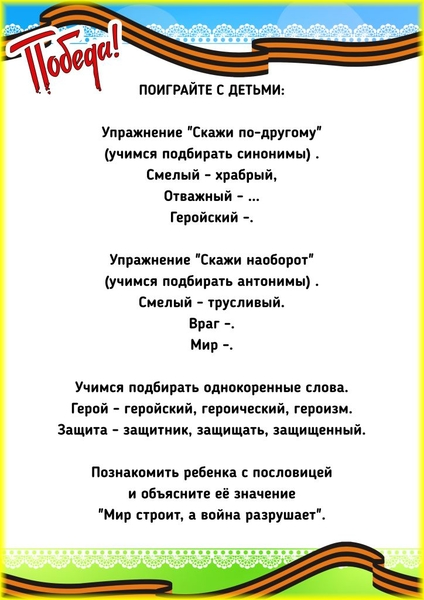 Победа!
ПОИГРАЙТЕ С ДЕТЬМИ:
Упражнение "Скажи по-другому"
(учимся подбирать синонимы) .
Смелый – храбрый,
Отважный – ...
Геройский –.
Упражнение "Скажи наоборот"
(учимся подбирать антонимы) .
Смелый – трусливый.
Враг –.
Мир –.
Учимся подбирать однокоренные слова.
Герой – геройский, героический, героизм.
Защита – защитник, защищать, защищенный.
Познакомить ребенка с пословицей
и объясните её значение
"Мир строит, а война разрушает".